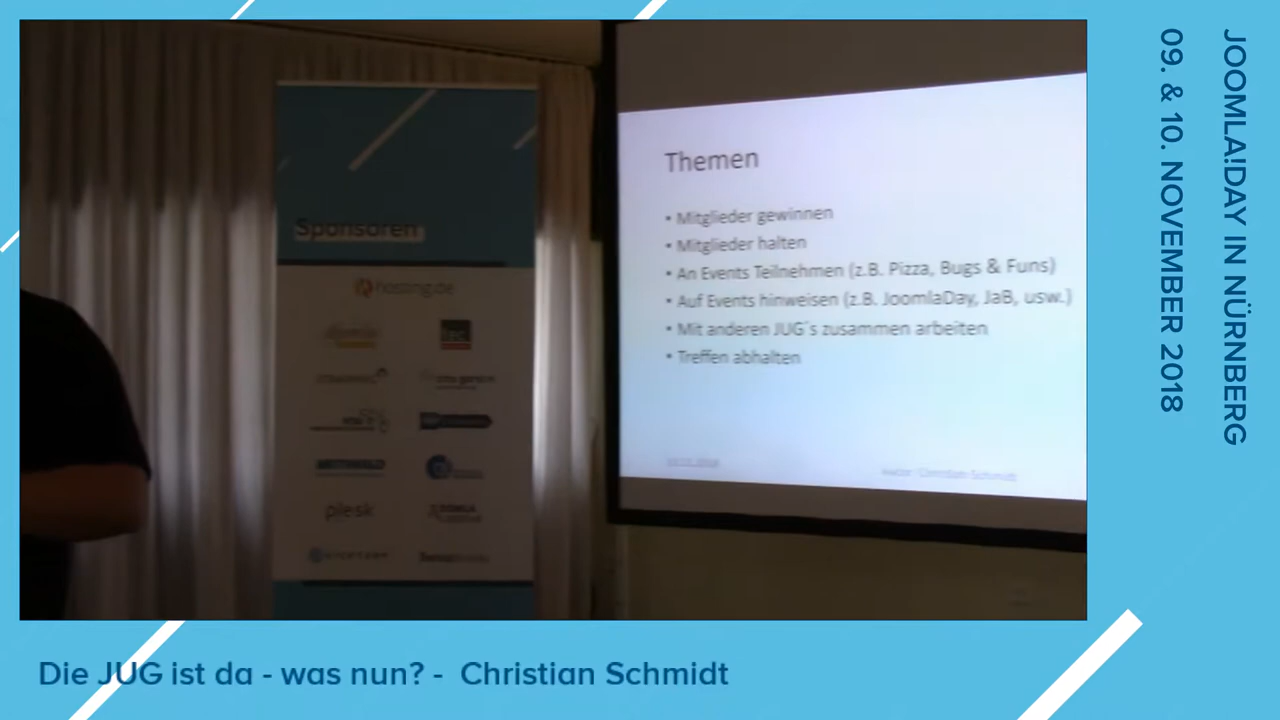 Sponsoren
hosting.de
plesk
Themen
• Mitglieder gewinnen
• Mitglieder halten
• An Events Teilnehmen (z.B. Pizza, Bugs & Funs)
• Auf Events hinweisen (z.B. JoomlaDay, JaB, usw.)
• Mit anderen JUG´s zusammen arbeiten
• Treffen abhalten
Christian Schmidt
JOOMLA!DAY IN NÜRNBERG
09. & 10. NOVEMBER 2018
Die JUG ist da - was nun? - Christian Schmidt